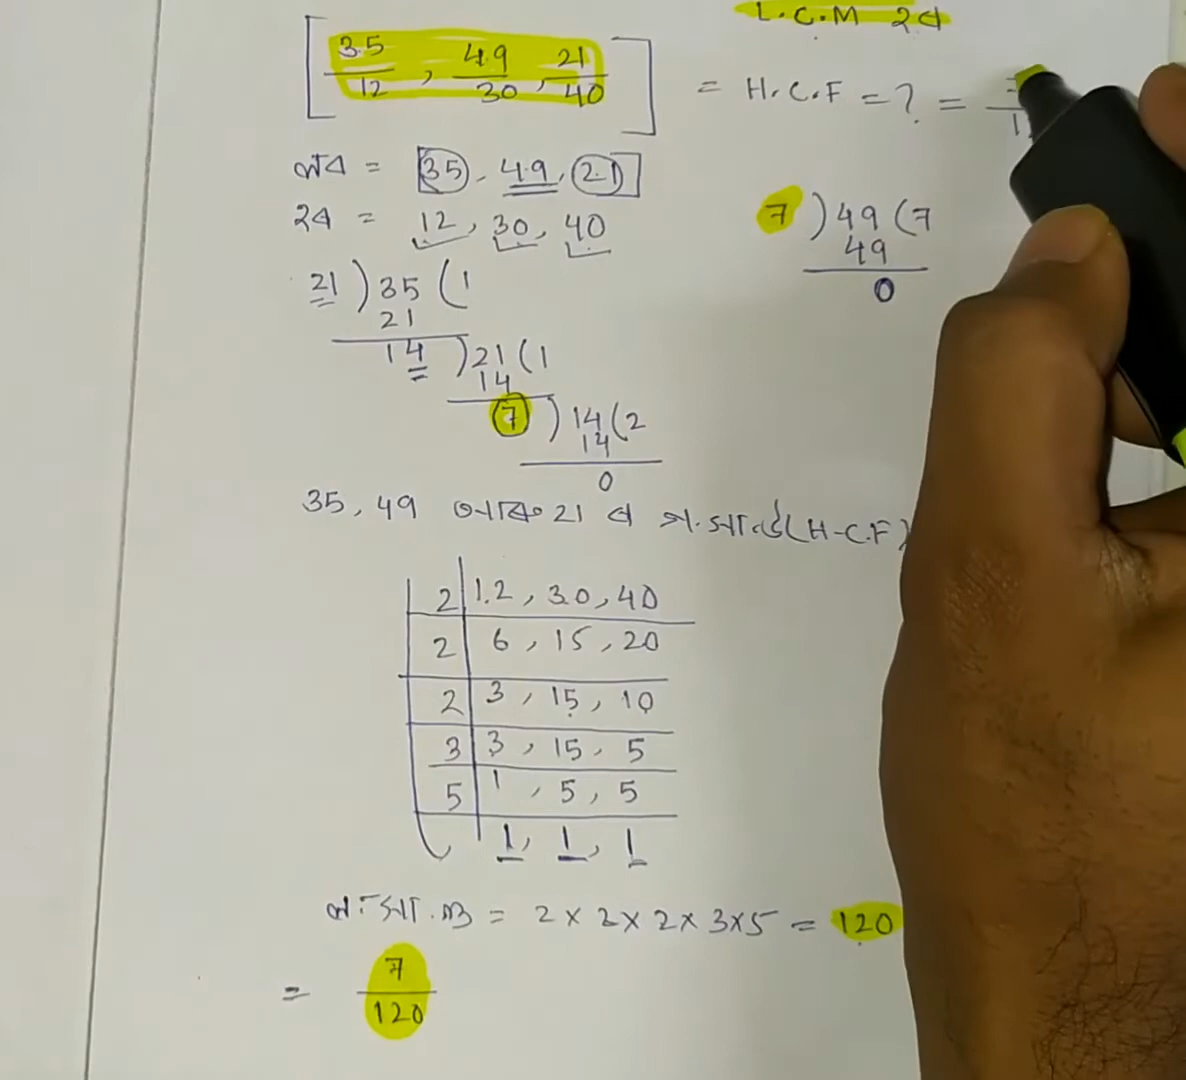 L.C.M
[35/12, 49/30, 21/40] = H.C.F = ? =
লব = [35, 49, 21]
হর = 12, 30, 40
7 ) 49 ( 7
49
0
21 ) 35 ( 1
21
14 ) 21 ( 1
14
7 ) 14 ( 2
14
0
35, 49 21 এ গ.সা.গু (H.C.F)
2 | 12, 30, 40
2 | 6, 15, 20
2 | 3, 15, 10
3 | 3, 15, 5
5 | 1, 5, 5
1, 1, 1
ল.সা.গু = 2 × 2 × 2 × 3 × 5 = 120
= 7/120